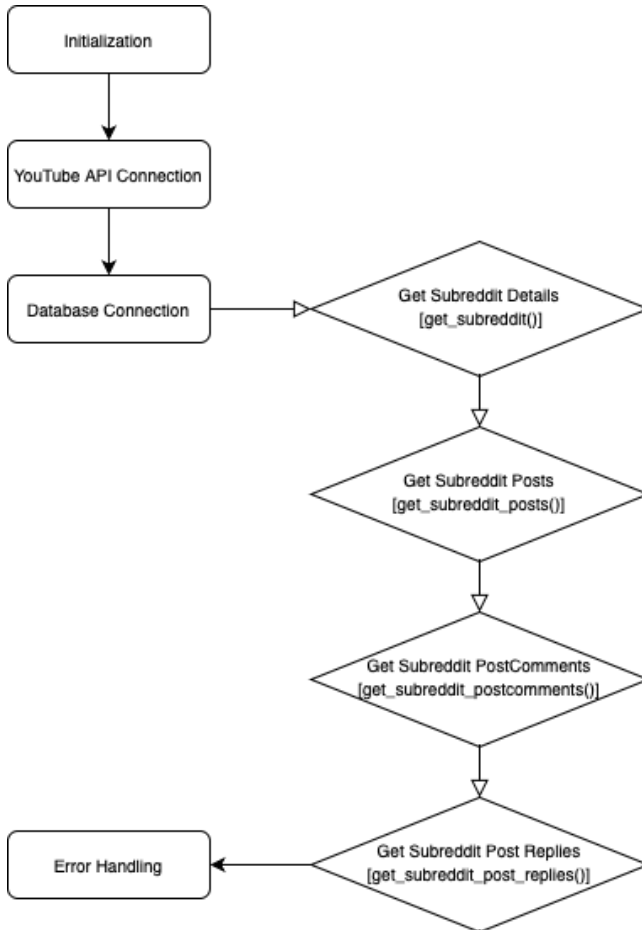 Initialization
YouTube API Connection
Database Connection
Get Subreddit Details
[get_subreddit()]
Get Subreddit Posts
[get_subreddit_posts()]
Get Subreddit PostComments
[get_subreddit_postcomments()]
Get Subreddit Post Replies
[get_subreddit_post_replies()]
Error Handling